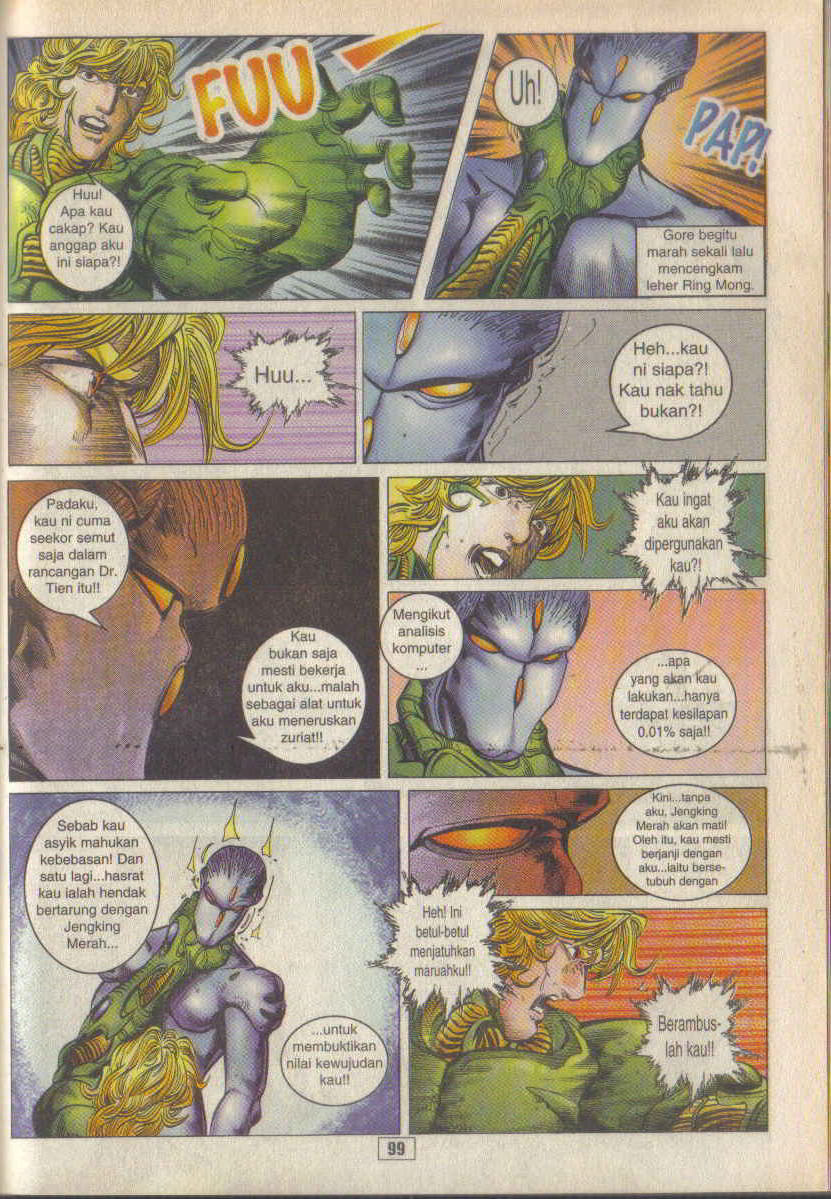 FUU
Huu!
Apa kau
cakap? Kau
anggap aku
ini siapa?!
Uh!
PAP!
Gore begitu
marah sekali lalu
mencengkam
leher Ring Mong.
Huu...
Heh...kau
ni siapa?!
Kau nak tahu
bukan?!
Padaku,
kau ni cuma
seekor semut
saja dalam
rancangan Dr.
Tien itu!!
Kau
bukan saja
mesti bekerja
untuk aku...malah
sebagai alat untuk
aku meneruskan
zuriat!!
Kau ingat
aku akan
dipergunakan
kau?!
Mengikut
analisis
komputer
...
...apa
yang akan kau
lakukan...hanya
terdapat kesilapan
0.01% saja!!
Sebab kau
asyik mahukan
kebebasan! Dan
satu lagi...hasrat
kau ialah hendak
bertarung dengan
Jengking
Merah...
...untuk
membuktikan
nilai kewujudan
kau!!
Kini...tanpa
aku, Jengking
Merah akan mati!
Oleh itu, kau mesti
berjanji dengan
aku...iaitu berse-
tubuh dengan
Heh! Ini
betul-betul
menjatuhkan
maruahku!!
Berambus-
lah kau!!
99